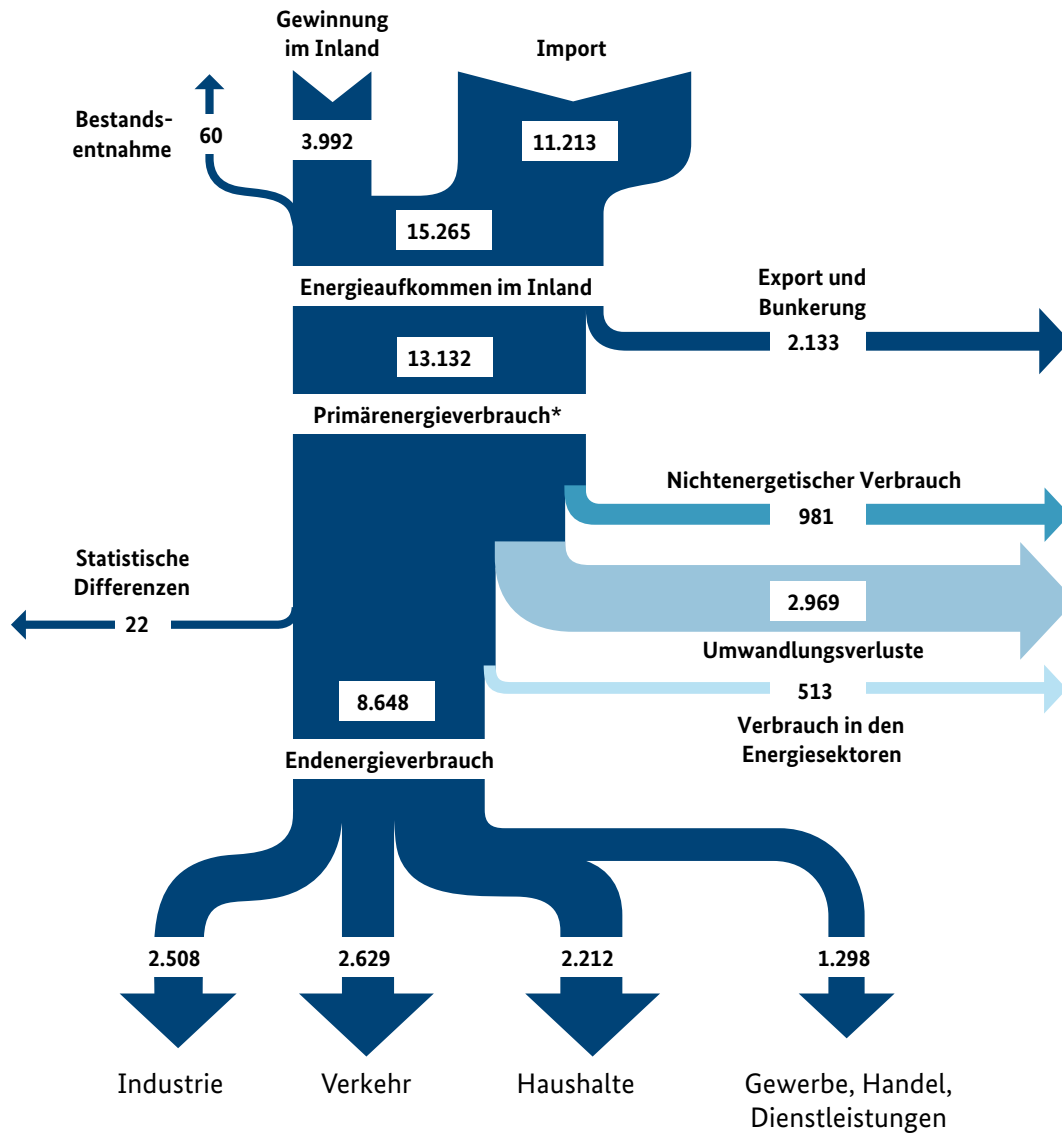 Gewinnung
im Inland
Import
Bestands-
entnahme
60
3.992
11.213
15.265
Energieaufkommen im Inland
Export und
Bunkerung
2.133
13.132
Primärenergieverbrauch*
Nichtenergetischer Verbrauch
981
Statistische
Differenzen
22
2.969
Umwandlungsverluste
513
Verbrauch in den
Energiesektoren
8.648
Endenergieverbrauch
2.508
2.629
2.212
1.298
Industrie
Verkehr
Haushalte
Gewerbe, Handel,
Dienstleistungen